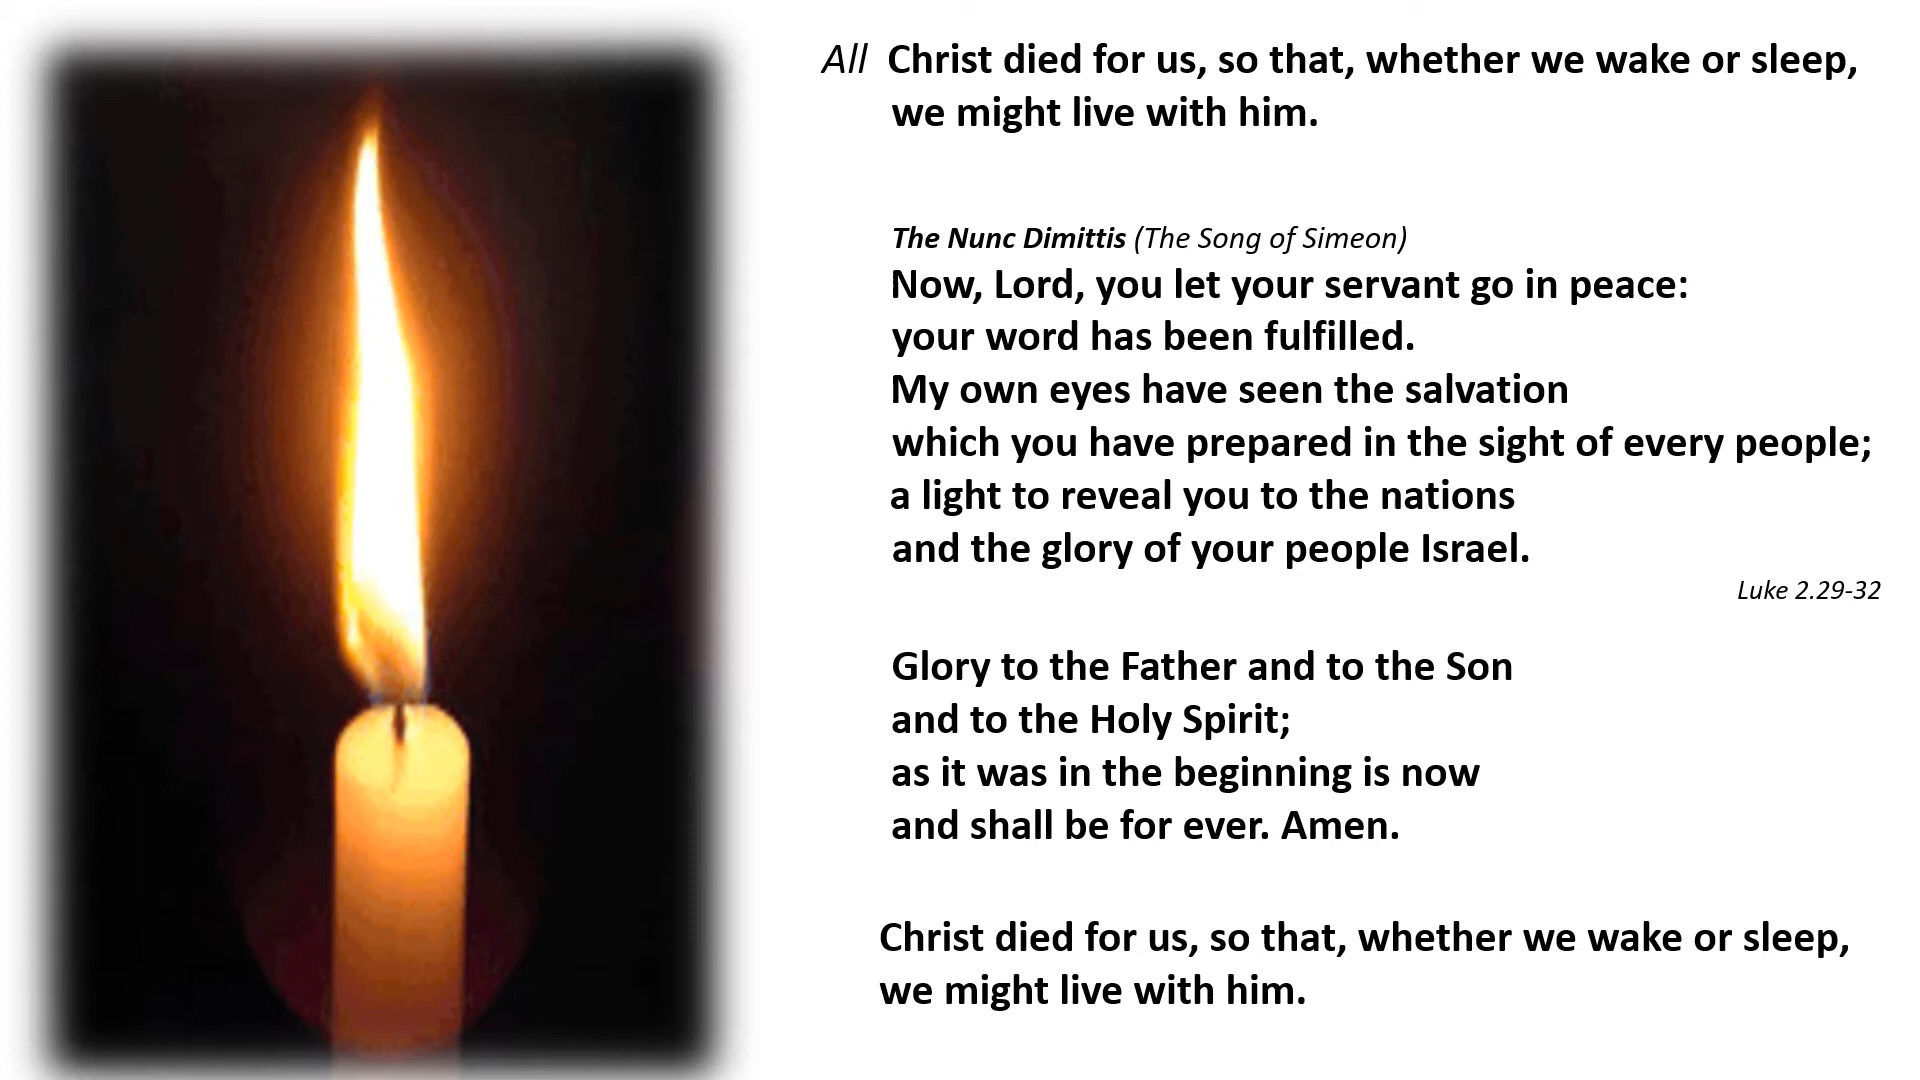 All Christ died for us, so that, whether we wake or sleep,
we might live with him.
The Nunc Dimittis (The Song of Simeon)
Now, Lord, you let your servant go in peace:
your word has been fulfilled.
My own eyes have seen the salvation
which you have prepared in the sight of every people;
a light to reveal you to the nations
and the glory of your people Israel.
Luke 2.29-32
Glory to the Father and to the Son
and to the Holy Spirit;
as it was in the beginning is now
and shall be for ever. Amen.
Christ died for us, so that, whether we wake or sleep,
we might live with him.